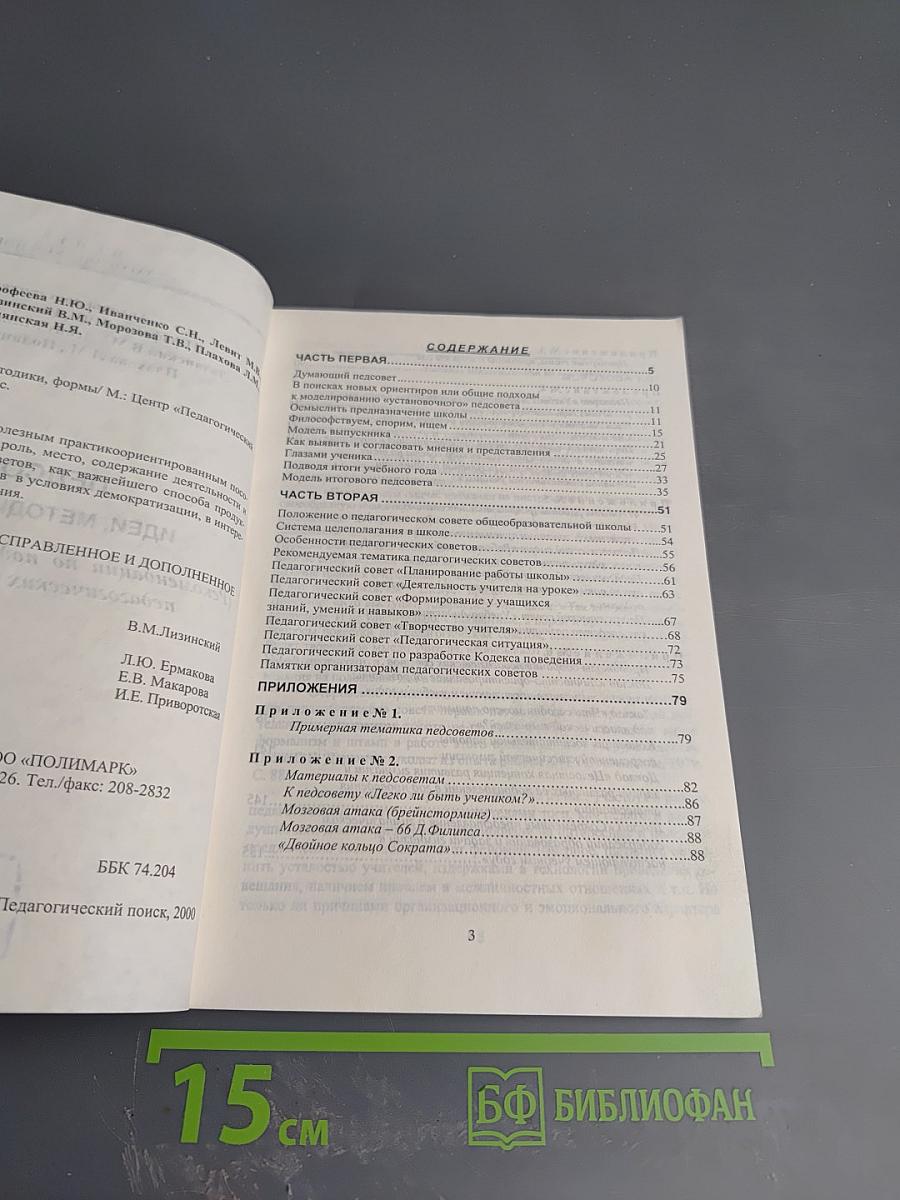 рофеева Н.Ю., Иванченко С.Н., Левит М.В.
зинский В.М., Морозова Т.В., Плахова Л.М.
нянская Н.Я.
тодики, формы/ М.: Центр «Педагогический
с.
олезным практикоориентированным посо-
роль, место, содержание деятельности и
ветов, как важнейшего способа продук-
в в условиях демократизации, в интере-
ния.
СПРАВЛЕННОЕ И ДОПОЛНЕННОЕ
В.М.Лизинский
Л.Ю. Ермакова
Е.В. Макарова
И.Е. Приворотская
ОО «ПОЛИМАРК»
26. Тел./факс: 208-2832
ББК 74.204
Педагогический поиск, 2000
СОДЕРЖАНИЕ
ЧАСТЬ ПЕРВАЯ...5
Думающий педсовет...10
В поисках новых ориентиров или общие подходы
к моделированию «установочного» педсовета...11
Осмыслить предназначение школы...11
Философствуем, спорим, ищем...15
Модель выпускника...21
Как выявить и согласовать мнения и представления...25
Глазами ученика...27
Подводя итоги учебного года...33
Модель итогового педсовета...35
ЧАСТЬ ВТОРАЯ...51
Положение о педагогическом совете общеобразовательной школы...51
Система целеполагания в школе...54
Особенности педагогических советов...55
Рекомендуемая тематика педагогических советов...56
Педагогический совет «Планирование работы школы»...61
Педагогический совет «Деятельность учителя на уроке»...63
Педагогический совет «Формирование у учащихся
знаний, умений и навыков»...67
Педагогический совет «Творчество учителя»...68
Педагогический совет «Педагогическая ситуация»...72
Педагогический совет по разработке Кодекса поведения...73
Памятки организаторам педагогических советов...75
ПРИЛОЖЕНИЯ...79
Приложение № 1.
Примерная тематика педсоветов...79
Приложение № 2.
Материалы к педсоветам...82
К педсовету «Легко ли быть учеником?»...86
Мозговая атака (брейнсторминг)...87
Мозговая атака – 66 Д.Филипса...88
«Двойное кольцо Сократа»...88
3
15 см
БФ БИБЛИОФАН